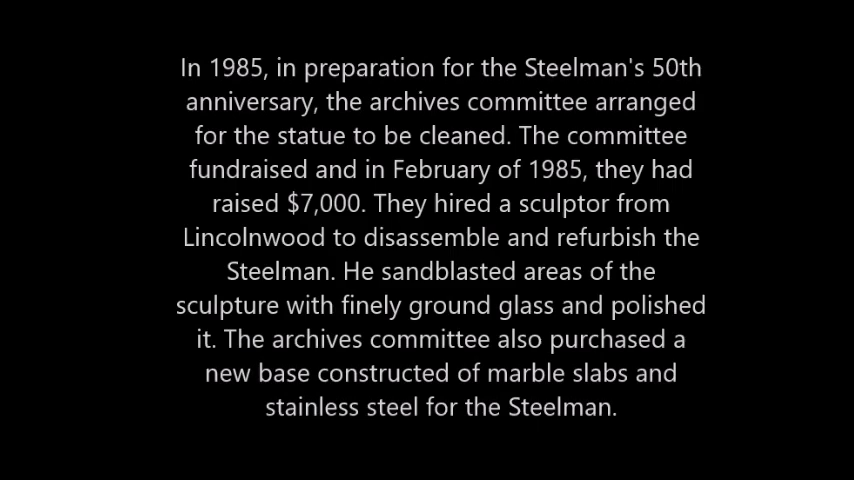 In 1985, in preparation for the Steelman's 50th
anniversary, the archives committee arranged
for the statue to be cleaned. The committee
fundraised and in February of 1985, they had
raised $7,000. They hired a sculptor from
Lincolnwood to disassemble and refurbish the
Steelman. He sandblasted areas of the
sculpture with finely ground glass and polished
it. The archives committee also purchased a
new base constructed of marble slabs and
stainless steel for the Steelman.